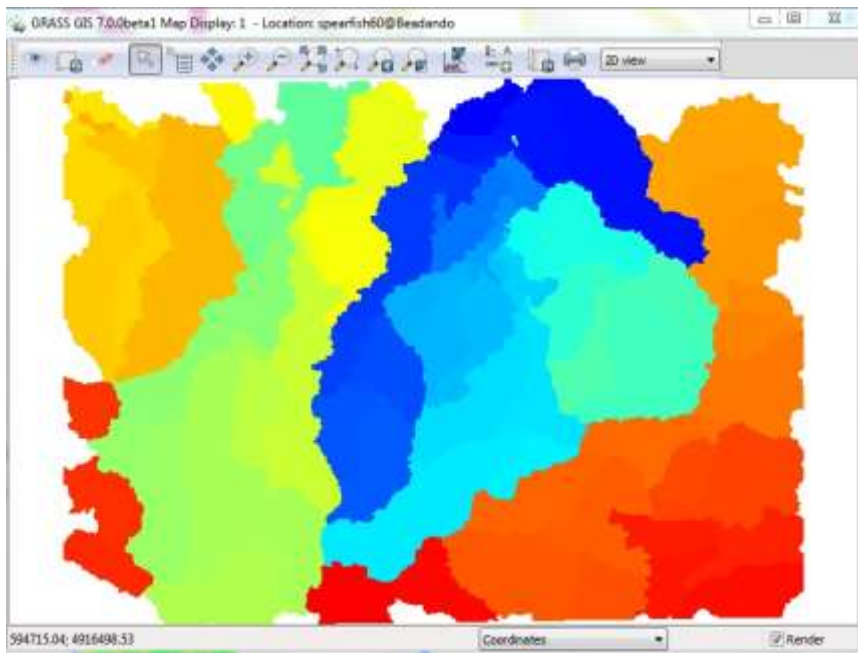 GRASS GIS 7.0.0beta1 Map Display: 1 - Location: spearfish60@Beadando
2D view
594715.04; 4916498.53
Coordinates
Render